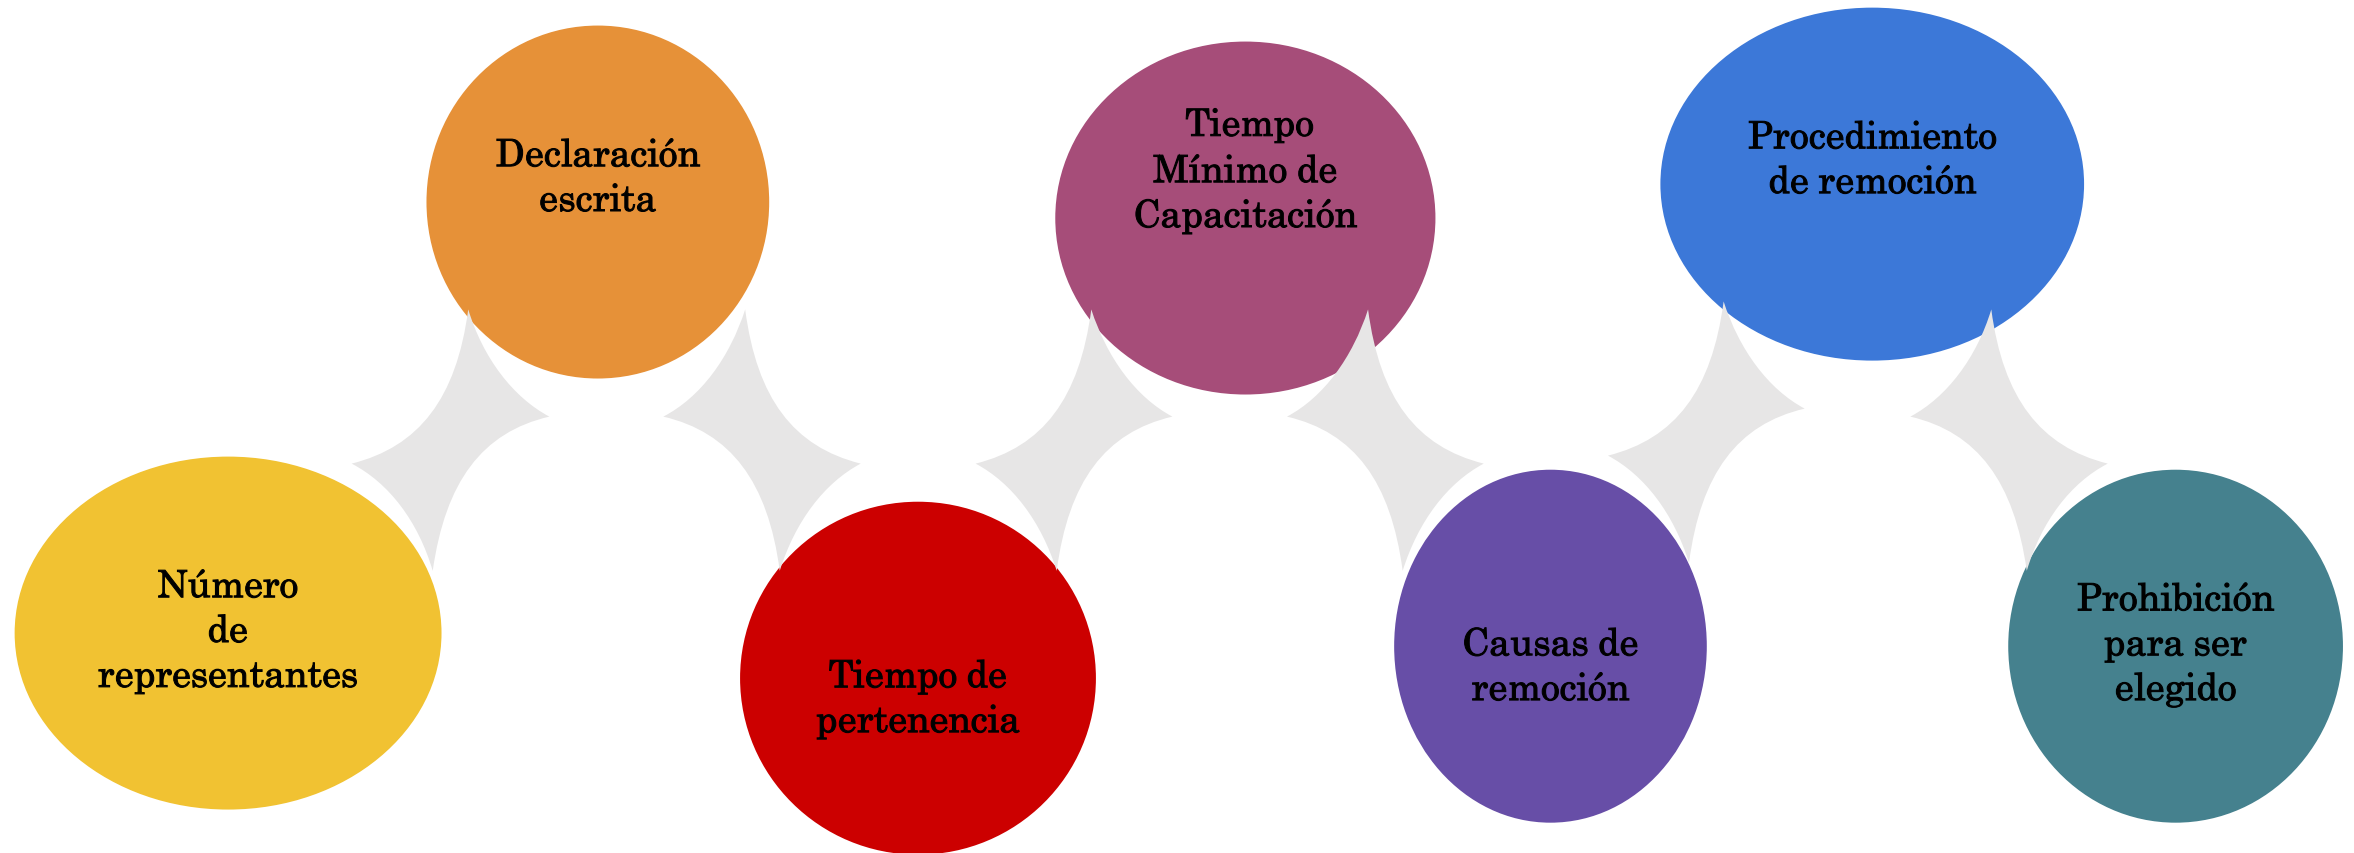 Número
de
representantes
Declaración
escrita
Tiempo de
pertenencia
Tiempo
Mínimo de
Capacitación
Causas de
remoción
Procedimiento
de remoción
Prohibición
para ser
elegido